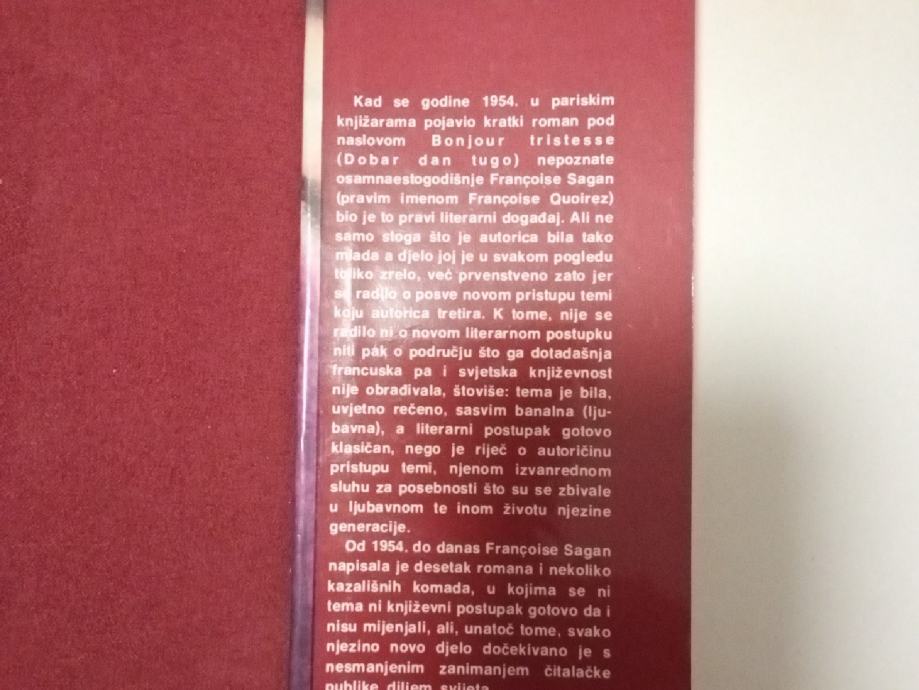 Kad se godine 1954. u pariskim
knjižarama pojavio kratki roman pod
naslovom Bonjour tristesse
(Dobar dan tugo) nepoznate
osamnaestogodišnje Françoise Sagan
(pravim imenom Françoise Quoirez)
bio je to pravi literarni događaj. Ali ne
samo stoga što je autorica bila tako
mlada a djelo joj je u svakom pogledu
toliko zrelo, već prvenstveno zato jer
se radilo o posve novom pristupu temi
koju autorica tretira. K tome, nije se
radilo ni o novom literarnom postupku
niti pak o području što ga dotadašnja
francuska pa i svjetska književnost
nije obrađivala, štoviše: tema je bila,
uvjetno rečeno, sasvim banalna (lju-
bavna), a literarni postupak gotovo
klasičan, nego je riječ o autoričinu
pristupu temi, njenom izvanrednom
sluhu za posebnosti što su se zbivale
u ljubavnom te inom životu njezine
generacije.
Od 1954. do danas Françoise Sagan
napisala je desetak romana i nekoliko
kazališnih komada, u kojima se ni
tema ni književni postupak gotovo da i
nisu mijenjali, ali, unatoč tome, svako
njezino novo djelo dočekivano je s
nesmanjenim zanimanjem čitalačke
publike diljem svijeta